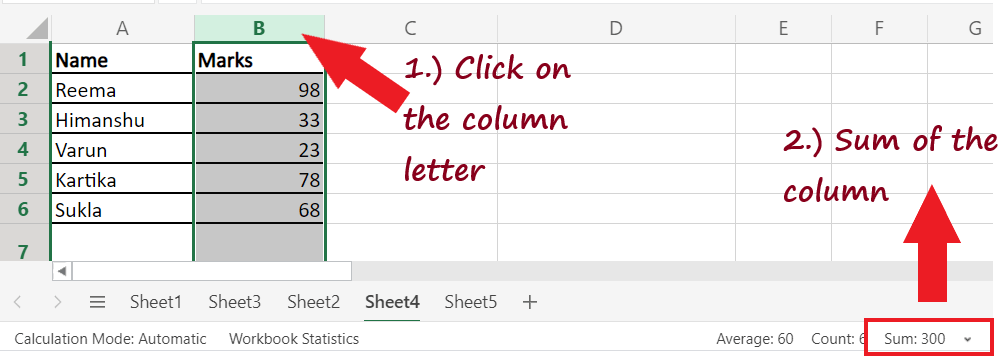 A B C D E F G
1 Name Marks
2 Reema 98
3 Himanshu 33
4 Varun 23
5 Kartika 78
6 Sukla 68
7
1.) Click on
the column
letter
2.) Sum of the
column
Sheet1 Sheet3 Sheet2 Sheet4 Sheet5 +
Calculation Mode: Automatic Workbook Statistics Average: 60 Count: 6 Sum: 300